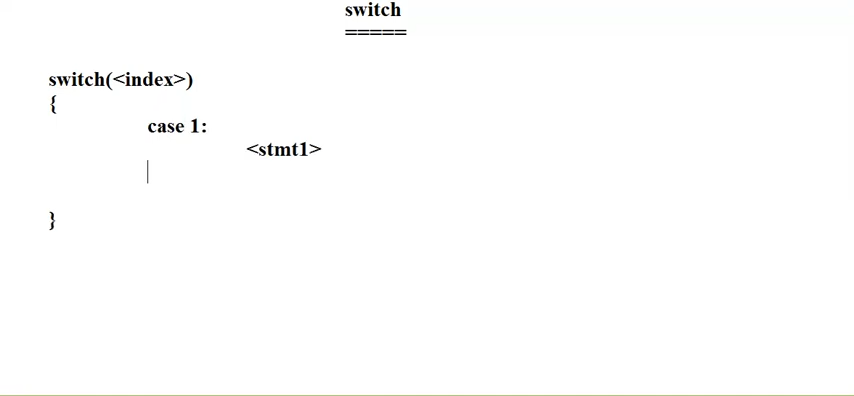 switch
=====
switch(<index>)
{
case 1:
<stmt1>
}